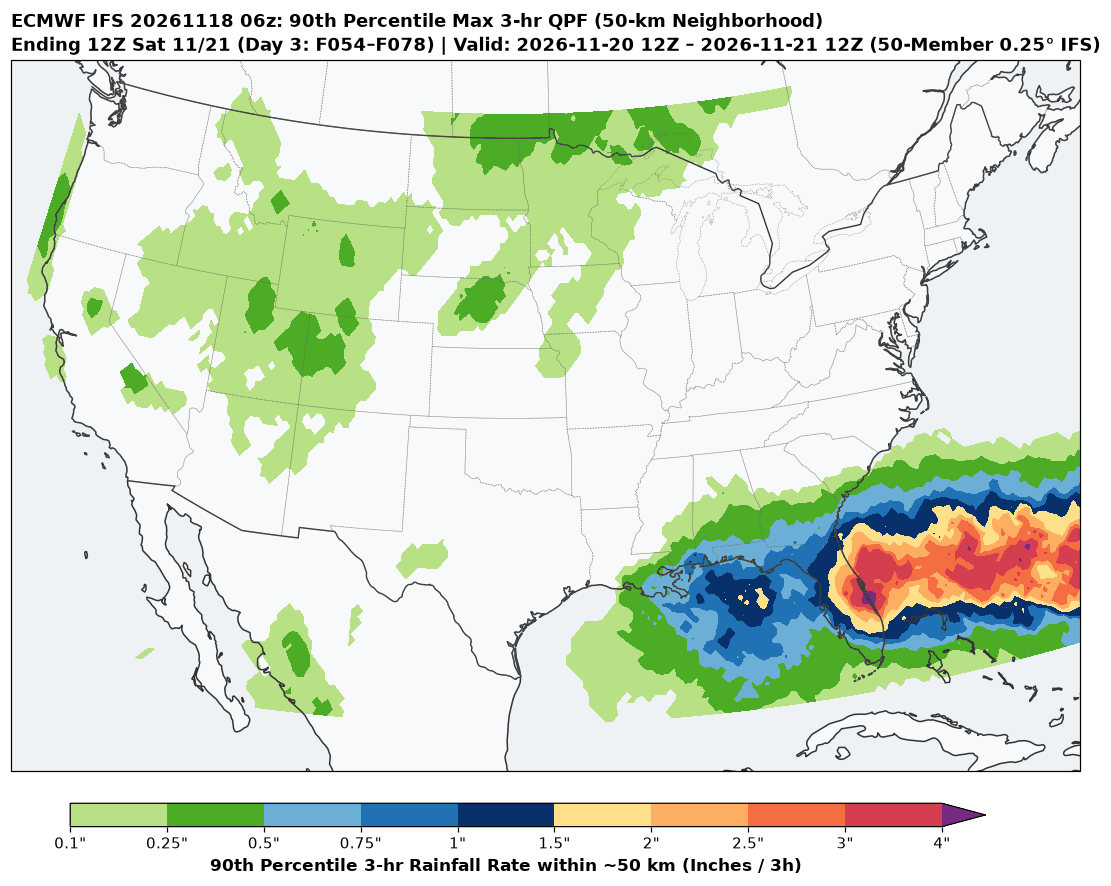 ECMWF IFS 20261118 06z: 90th Percentile Max 3-hr QPF (50-km Neighborhood)
Ending 12Z Sat 11/21 (Day 3: F054–F078) | Valid: 2026-11-20 12Z – 2026-11-21 12Z (50-Member 0.25° IFS)
0.1" 0.25" 0.5" 0.75" 1" 1.5" 2" 2.5" 3" 4"
90th Percentile 3-hr Rainfall Rate within ~50 km (Inches / 3h)